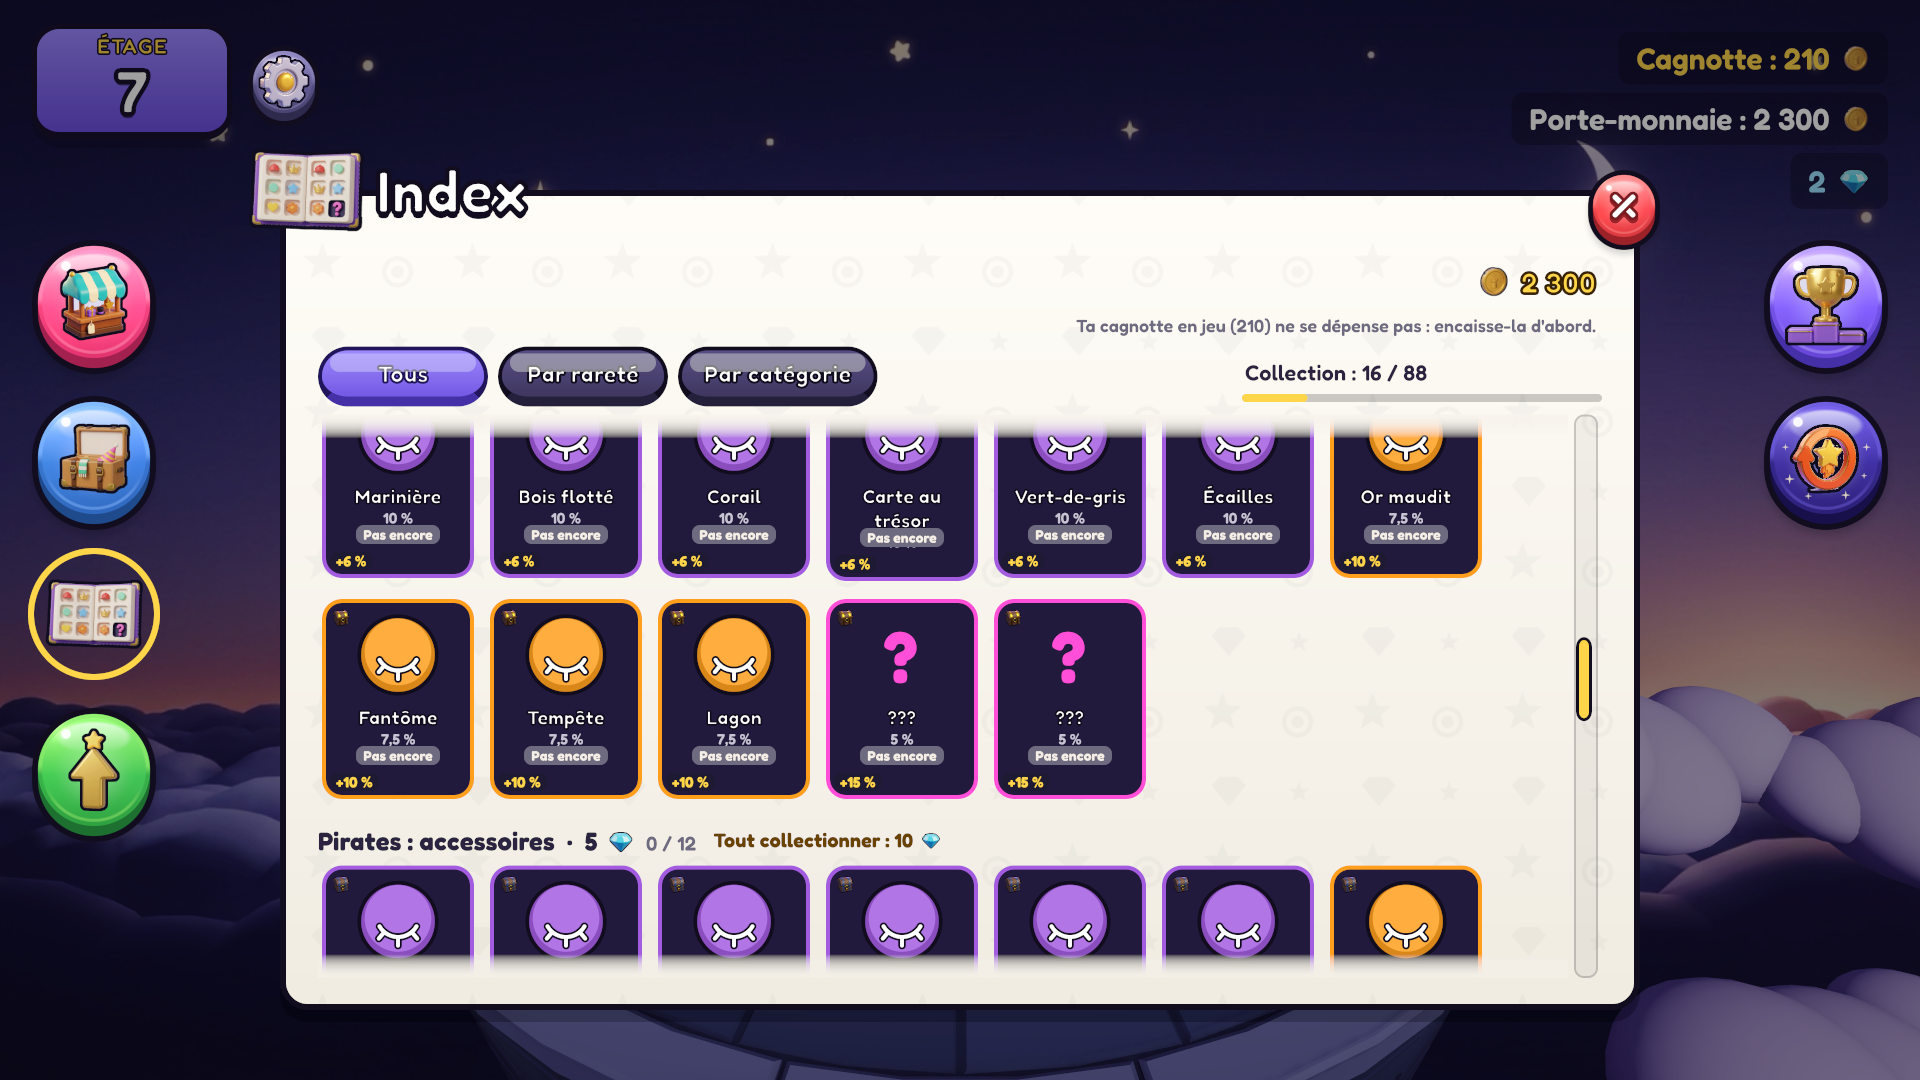 ÉTAGE
7
Cagnotte : 210
Porte-monnaie : 2 300
2
Index
2 300
Ta cagnotte en jeu (210) ne se dépense pas : encaisse-la d'abord.
Tous
Par rareté
Par catégorie
Collection : 16 / 88
Marinière
10 %
Pas encore
+6 %
Bois flotté
10 %
Pas encore
+6 %
Corail
10 %
Pas encore
+6 %
Carte au
trésor
Pas encore
+6 %
Vert-de-gris
10 %
Pas encore
+6 %
Écailles
10 %
Pas encore
+6 %
Or maudit
7,5 %
Pas encore
+10 %
Fantôme
7,5 %
Pas encore
+10 %
Tempête
7,5 %
Pas encore
+10 %
Lagon
7,5 %
Pas encore
+10 %
?
???
5 %
Pas encore
+15 %
?
???
5 %
Pas encore
+15 %
Pirates : accessoires · 5 0 / 12 Tout collectionner : 10